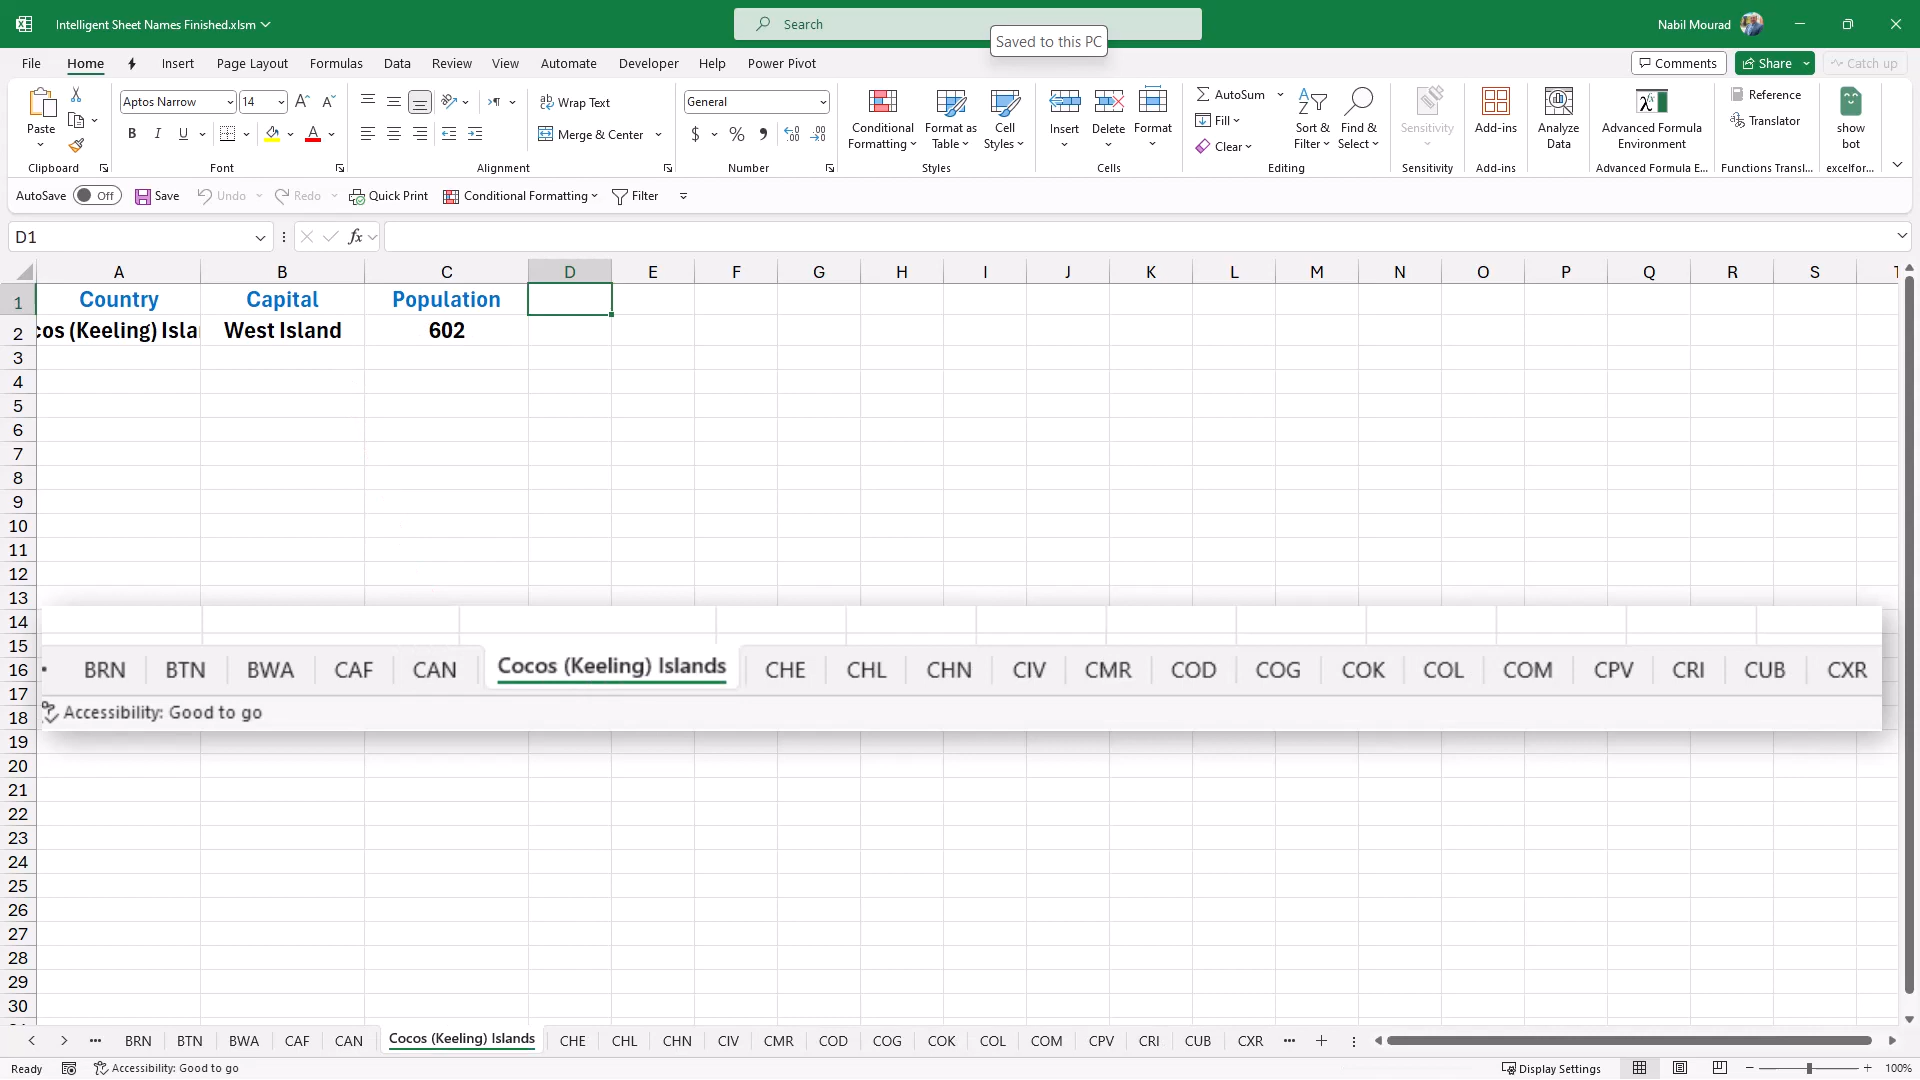 Intelligent Sheet Names Finished.xlsm
Search
Nabil Mourad
Saved to this PC
File Home Insert Page Layout Formulas Data Review View Automate Developer Help Power Pivot
Comments Share Catch up
Paste
Clipboard
Aptos Narrow 14
B I U
Font
Wrap Text
Merge & Center
Alignment
General
$ % 9
Number
Conditional Formatting
Format as Table
Cell Styles
Styles
Insert Delete Format
Cells
AutoSum
Fill
Clear
Sort & Filter
Find & Select
Editing
Sensitivity
Sensitivity
Add-ins
Add-ins
Analyze Data
Advanced Formula Environment
Advanced Formula E...
Reference
Translator
Functions Transl...
show bot
excelfor...
AutoSave Off Save Undo Redo Quick Print Conditional Formatting Filter
D1 fx
A B C D E F G H I J K L M N O P Q R S
1 Country Capital Population
2 cos (Keeling) Isla West Island 602
3
4
5
6
7
8
9
10
11
12
13
14
15
16 BRN BTN BWA CAF CAN Cocos (Keeling) Islands CHE CHL CHN CIV CMR COD COG COK COL COM CPV CRI CUB CXR
17
18 Accessibility: Good to go
19
20
21
22
23
24
25
26
27
28
29
30
BRN BTN BWA CAF CAN Cocos (Keeling) Islands CHE CHL CHN CIV CMR COD COG COK COL COM CPV CRI CUB CXR
Ready Accessibility: Good to go Display Settings 100%